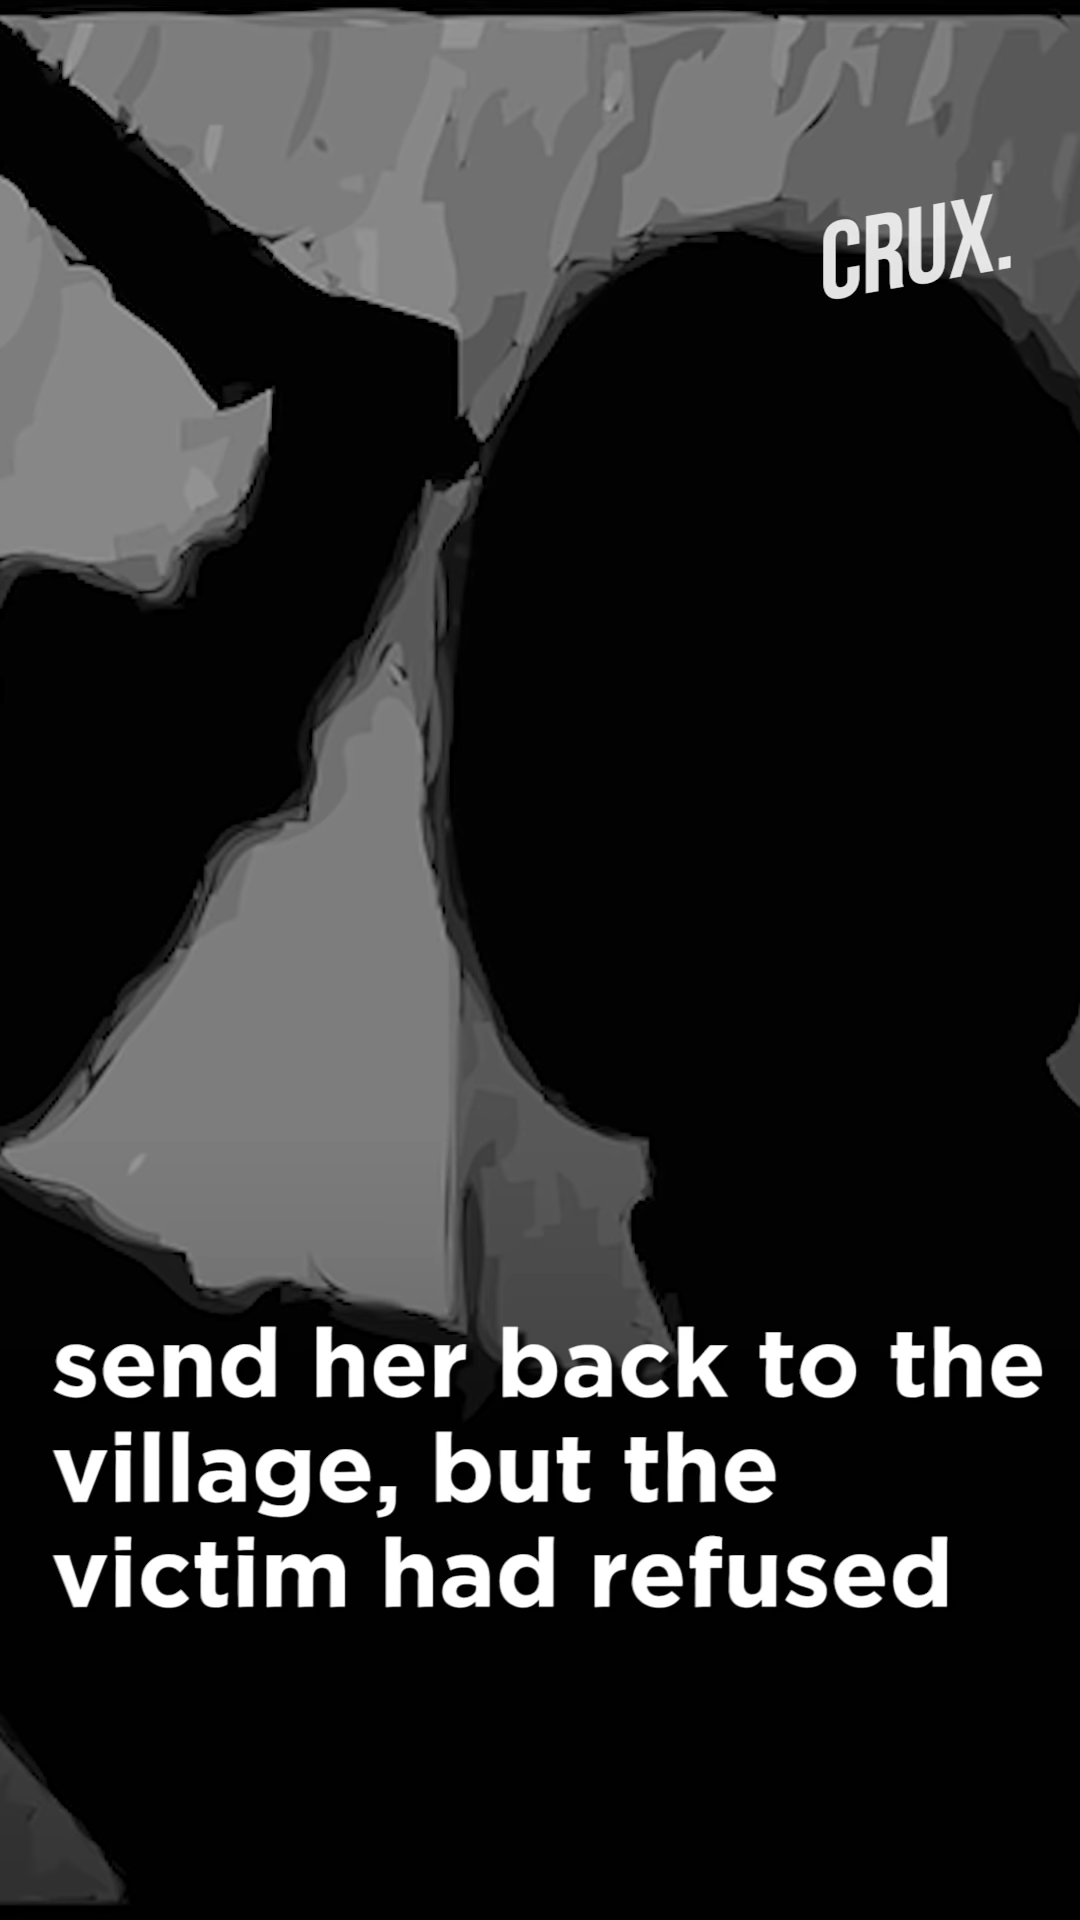 CRUX.
send her back to the
village, but the
victim had refused